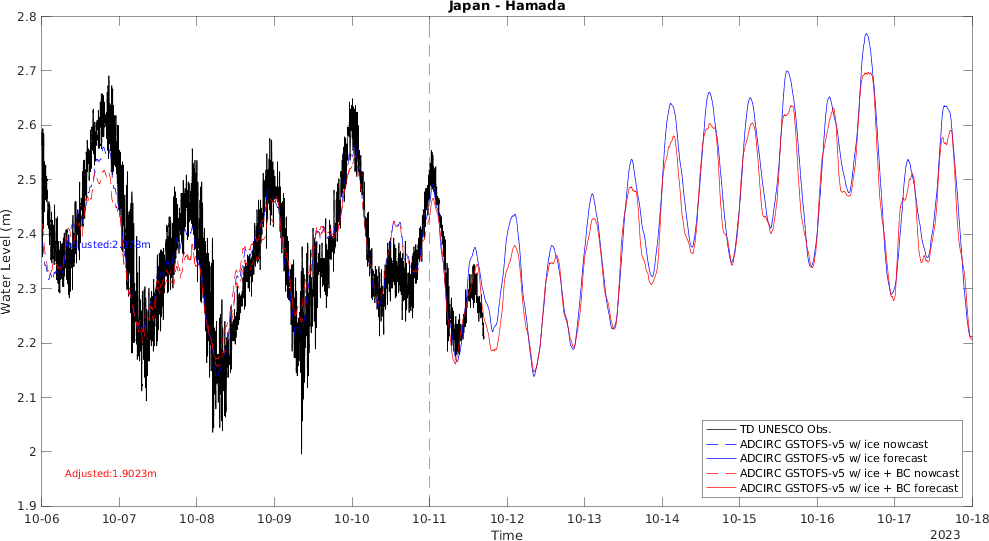 Japan - Hamada
2.8
2.7
2.6
2.5
2.4
2.3
2.2
2.1
2
1.9
Water Level (m)
Adjusted:1.9023m
10-06
10-07
10-08
10-09
10-10
10-11
10-12
10-13
10-14
10-15
10-16
10-17
10-18
Time
2023
TD UNESCO Obs.
ADCIRC GSTOFS-v5 w/ ice nowcast
ADCIRC GSTOFS-v5 w/ ice forecast
ADCIRC GSTOFS-v5 w/ ice + BC nowcast
ADCIRC GSTOFS-v5 w/ ice + BC forecast